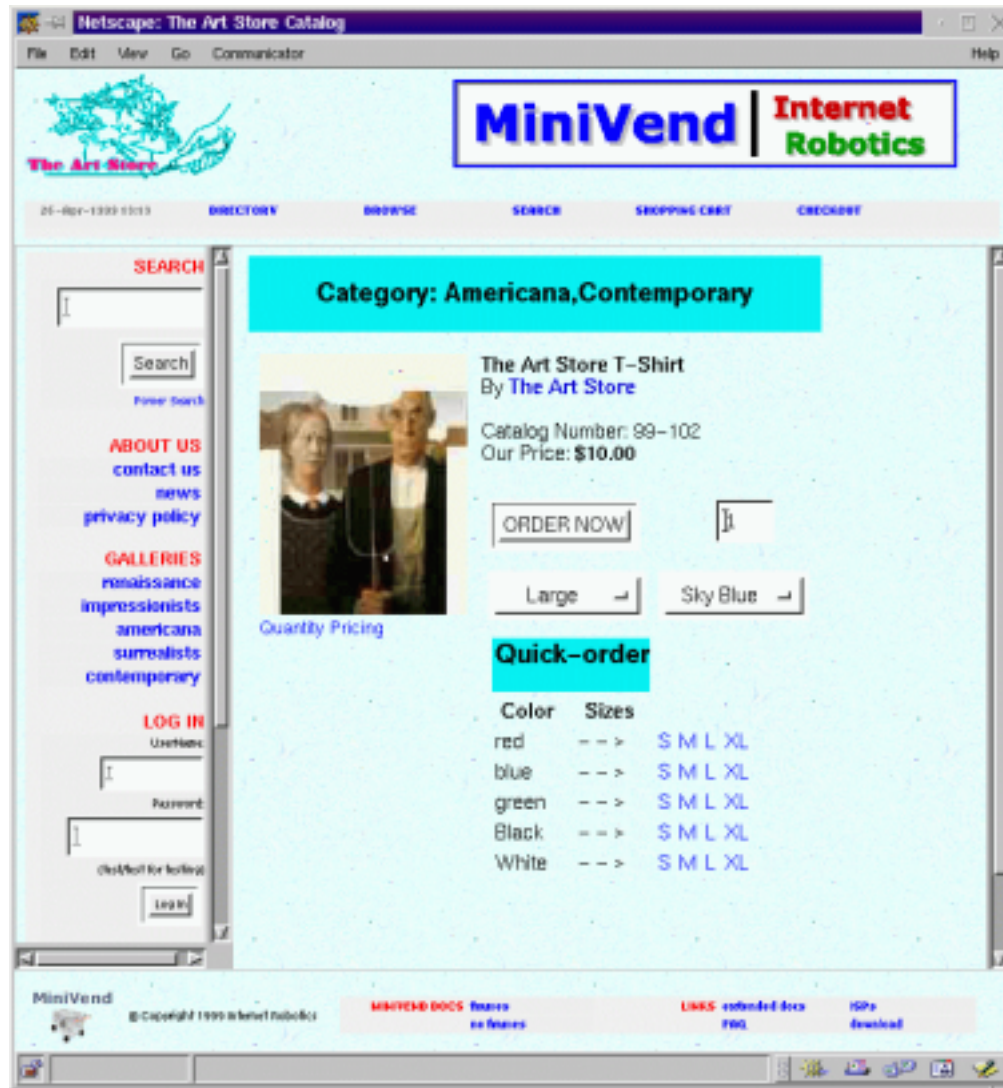 Netscape: The Art Store Catalog
File Edit View Go Communicator Help
The Art Store
MiniVend
Internet
Robotics
DIRECTORY BROWSE SEARCH SHOPPING CART CHECKOUT
SEARCH
Search
Power Search
ABOUT US
contact us
news
privacy policy
GALLERIES
renaissance
impressionists
americana
surrealists
contemporary
LOG IN
UserName:
Password:
Log In
Category: Americana,Contemporary
The Art Store T-Shirt
By The Art Store
Catalog Number: 99-102
Our Price: $10.00
ORDER NOW 1
Large Sky Blue
Quantity Pricing
Quick-order
Color Sizes
red --> S M L XL
blue --> S M L XL
green --> S M L XL
Black --> S M L XL
White --> S M L XL
MiniVend
© Copyright 1999 Internet Robotics
MINIVEND DOCS frames
no frames
LINKS extended docs ISPs
FAQ download